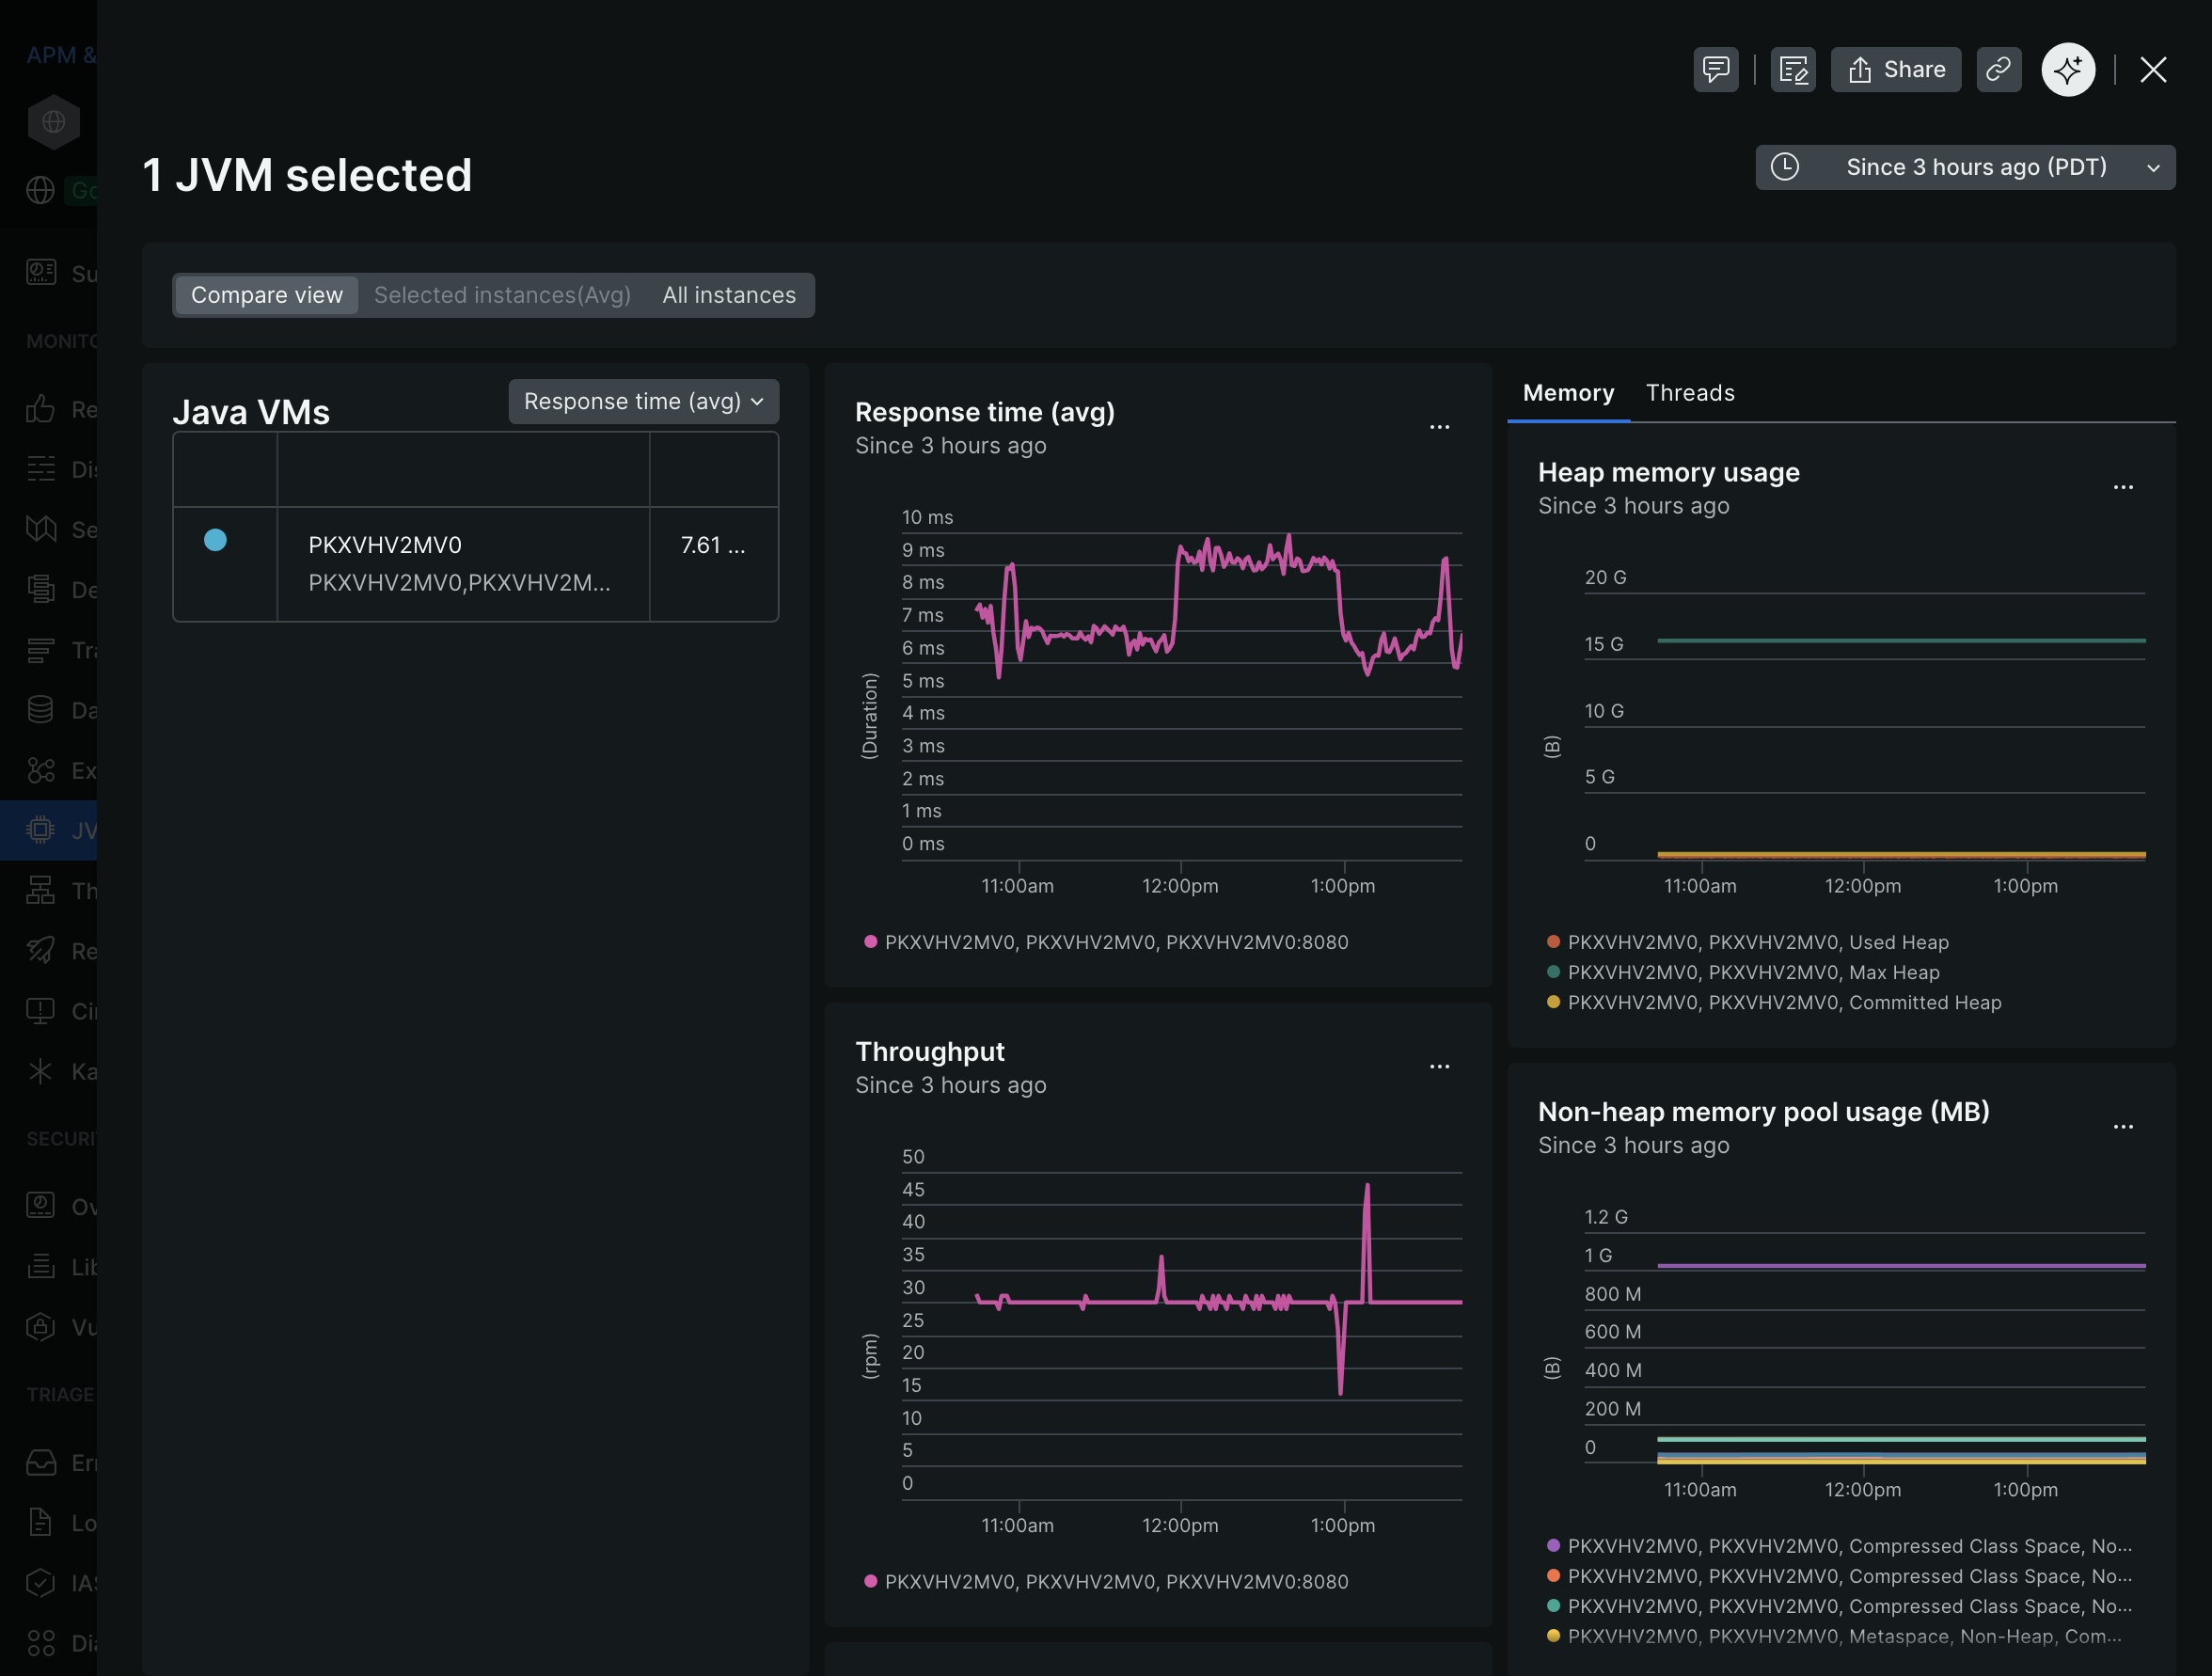 APM &
Share
1 JVM selected
Since 3 hours ago (PDT)
Go
Su
MONITO
Re
Dis
Se
De
Tra
Da
Ex
JV
Th
Re
Ka
SECURI
Ov
Lib
Vu
TRIAGE
Lo
IAS
Compare view
Selected instances(Avg)
All instances
Java VMs
Response time (avg)
PKXVHV2MV0
7.61 ...
PKXVHV2MV0,PKXVHV2M...
Response time (avg)
Since 3 hours ago
10 ms
9 ms
8 ms
7 ms
6 ms
5 ms
4 ms
3 ms
2 ms
1 ms
0 ms
(Duration)
11:00am 12:00pm 1:00pm
PKXVHV2MV0, PKXVHV2MV0, PKXVHV2MV0:8080
Throughput
Since 3 hours ago
50
45
40
35
30
25
20
15
10
5
0
(rpm)
11:00am 12:00pm 1:00pm
PKXVHV2MV0, PKXVHV2MV0, PKXVHV2MV0:8080
Memory Threads
Heap memory usage
Since 3 hours ago
20 G
15 G
10 G
5 G
0
(B)
11:00am 12:00pm 1:00pm
PKXVHV2MV0, PKXVHV2MV0, Used Heap
PKXVHV2MV0, PKXVHV2MV0, Max Heap
PKXVHV2MV0, PKXVHV2MV0, Committed Heap
Non-heap memory pool usage (MB)
Since 3 hours ago
1.2 G
1 G
800 M
600 M
400 M
200 M
0
(B)
11:00am 12:00pm 1:00pm
PKXVHV2MV0, PKXVHV2MV0, Compressed Class Space, No...
PKXVHV2MV0, PKXVHV2MV0, Compressed Class Space, No...
PKXVHV2MV0, PKXVHV2MV0, Compressed Class Space, No...
PKXVHV2MV0, PKXVHV2MV0, Metaspace, Non-Heap, Com...